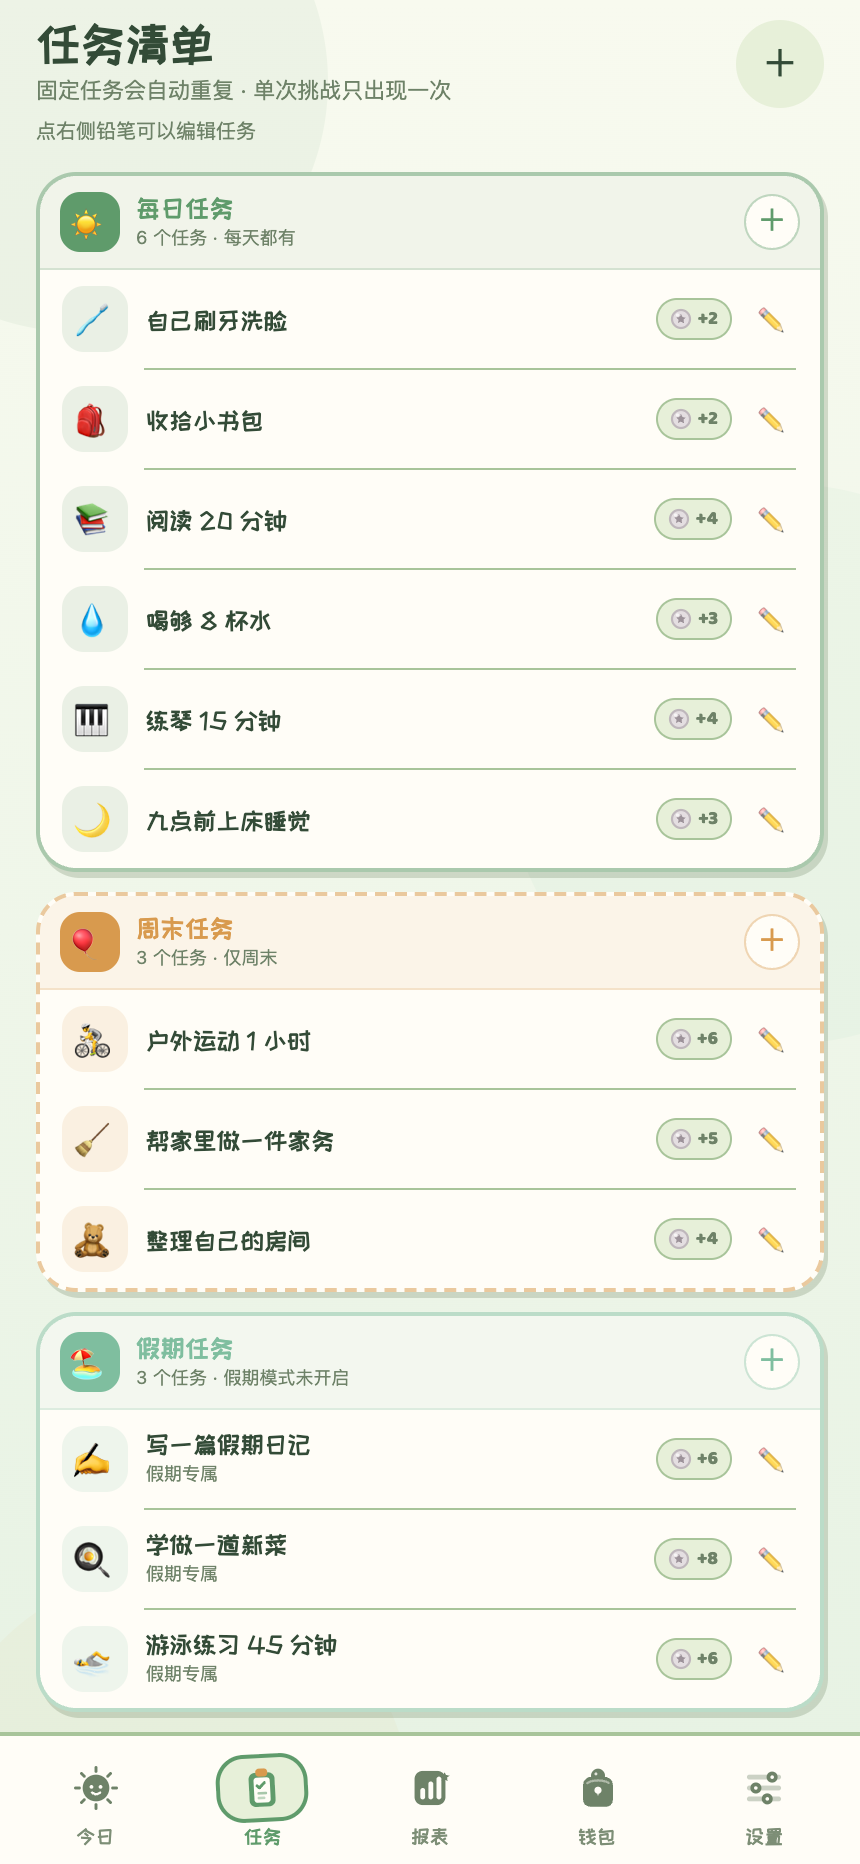 任务清单
固定任务会自动重复 · 单次挑战只出现一次
点右侧铅笔可以编辑任务
每日任务
6 个任务 · 每天都有
自己刷牙洗脸
+2
收拾小书包
+2
阅读 20 分钟
+4
喝够 8 杯水
+3
练琴 15 分钟
+4
九点前上床睡觉
+3
周末任务
3 个任务 · 仅周末
户外运动 1 小时
+6
帮家里做一件家务
+5
整理自己的房间
+4
假期任务
3 个任务 · 假期模式未开启
写一篇假期日记
假期专属
+6
学做一道新菜
假期专属
+8
游泳练习 45 分钟
假期专属
+6
今日
任务
报表
钱包
设置